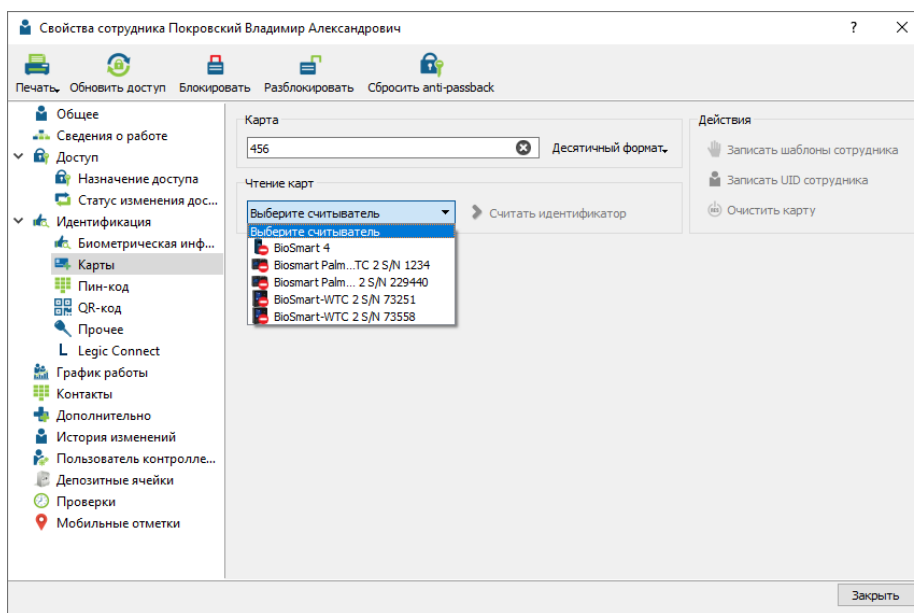 Свойства сотрудника Покровский Владимир Александрович
?
Печать
Обновить доступ
Блокировать
Разблокировать
Сбросить anti-passback
Общее
Сведения о работе
Доступ
Назначение доступа
Статус изменения дос...
Идентификация
Биометрическая инф...
Карты
Пин-код
QR-код
Прочее
L Legic Connect
График работы
Контакты
Дополнительно
История изменений
Пользователь контролле...
Депозитные ячейки
Проверки
Мобильные отметки
Карта
456
Десятичный формат
Чтение карт
Выберите считыватель
Считать идентификатор
Выберите считыватель
BioSmart 4
Biosmart Palm...TC 2 S/N 1234
Biosmart Palm... 2 S/N 229440
BioSmart-WTC 2 S/N 73251
BioSmart-WTC 2 S/N 73558
Действия
Записать шаблоны сотрудника
Записать UID сотрудника
Очистить карту
Закрыть